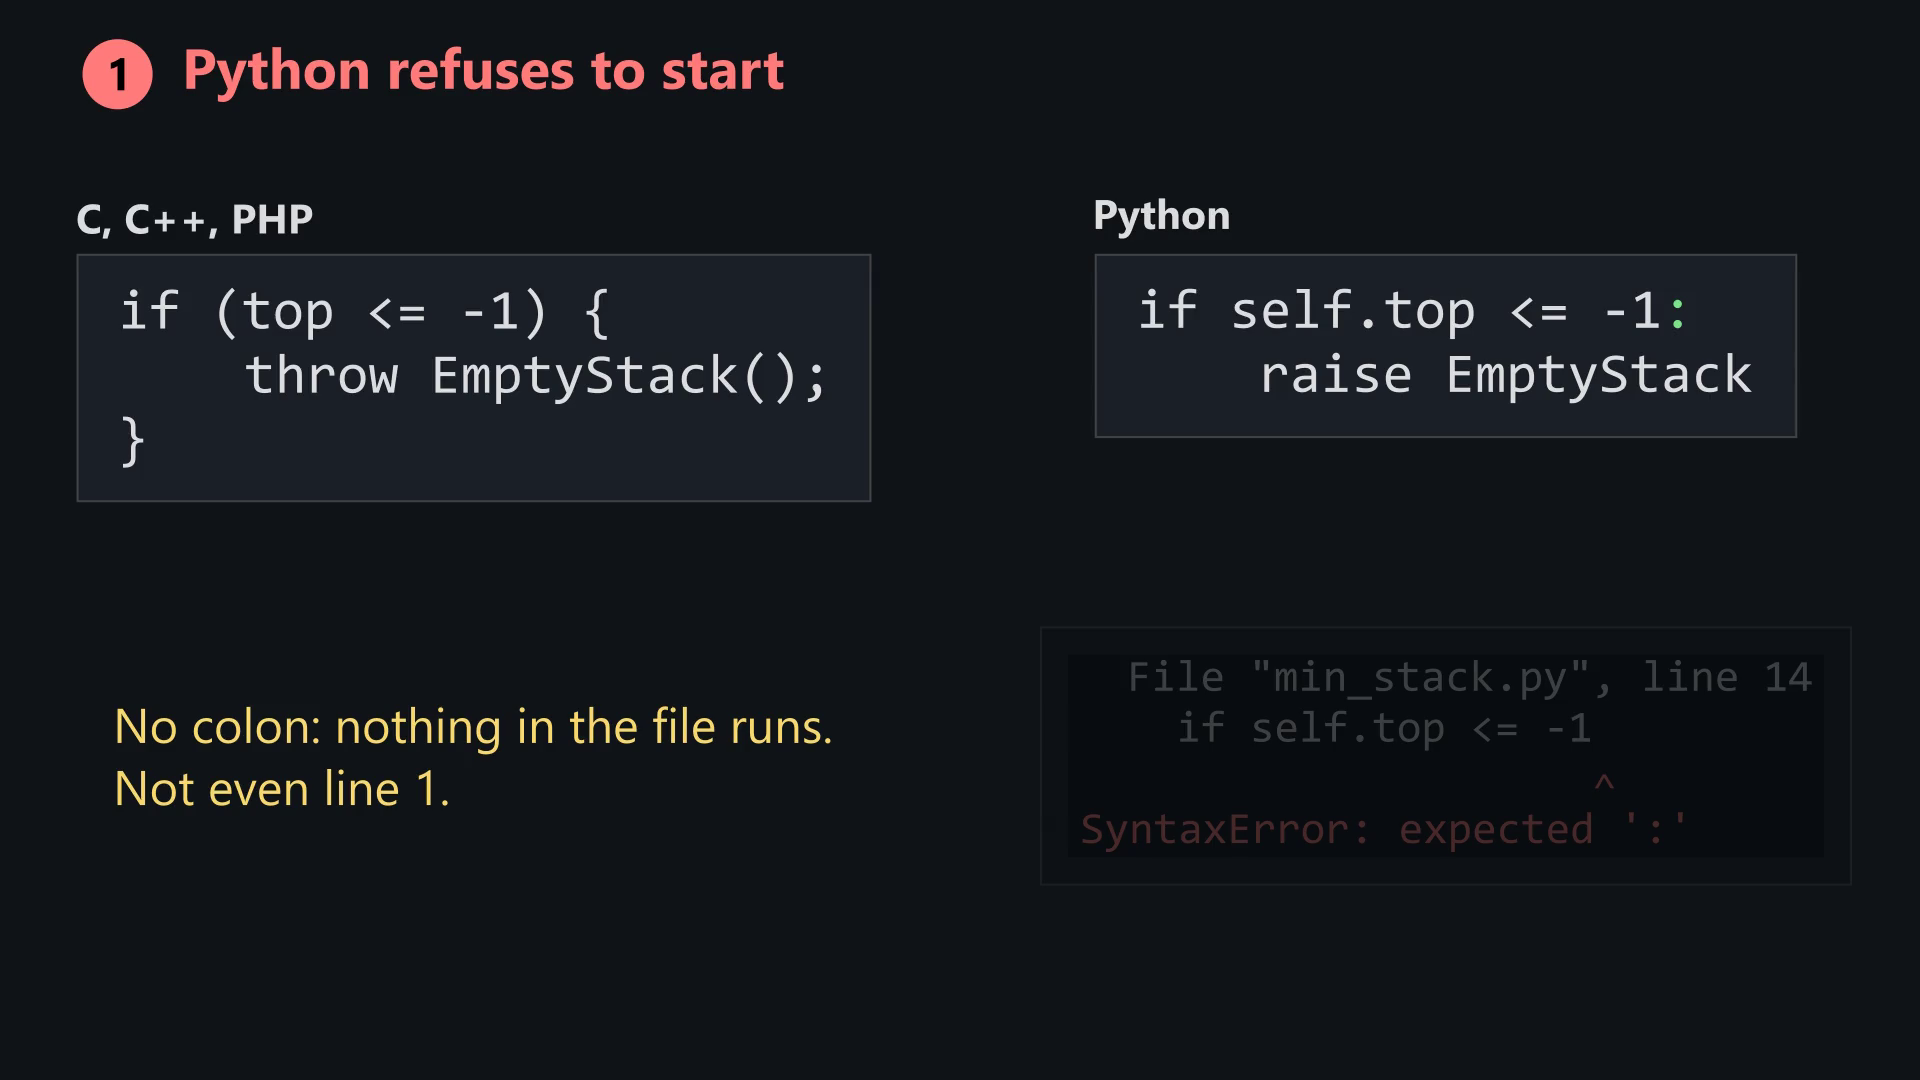 1 Python refuses to start
C, C++, PHP
if (top <= -1) {
    throw EmptyStack();
}
Python
if self.top <= -1:
    raise EmptyStack
No colon: nothing in the file runs.
Not even line 1.
  File "min_stack.py", line 14
    if self.top <= -1
                     ^
SyntaxError: expected ':'